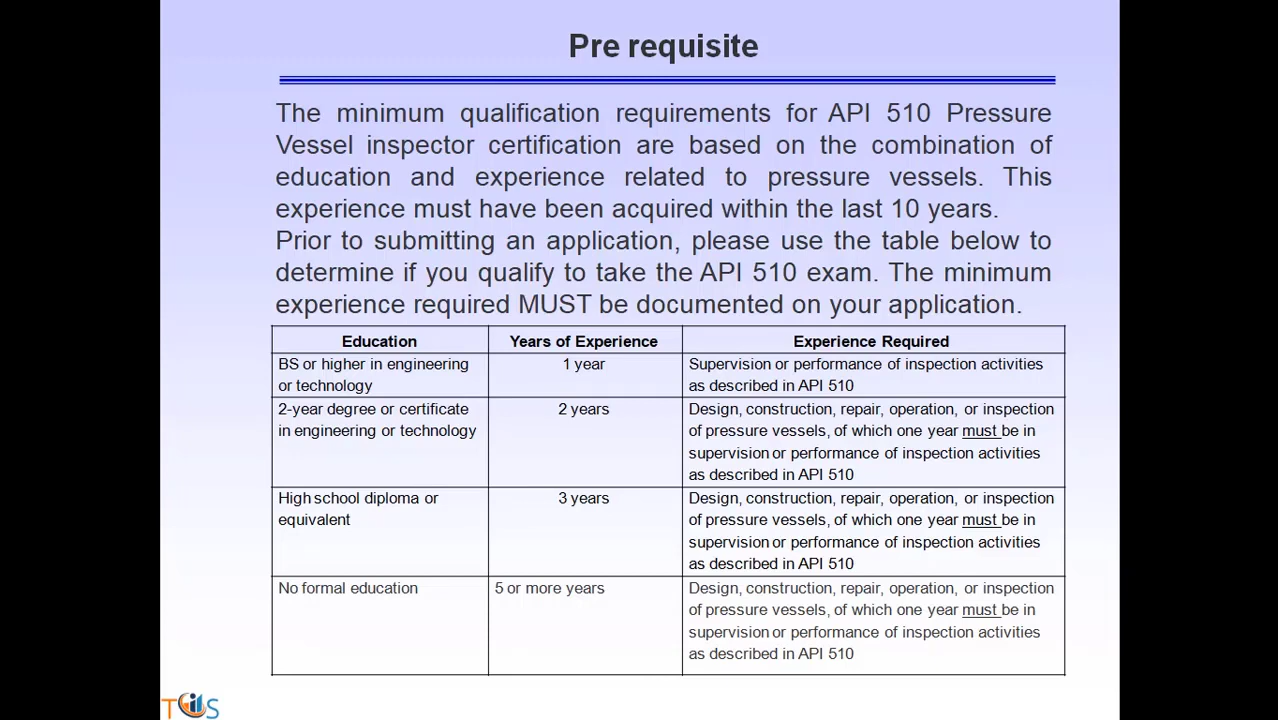 Pre requisite
The minimum qualification requirements for API 510 Pressure
Vessel inspector certification are based on the combination of
education and experience related to pressure vessels. This
experience must have been acquired within the last 10 years.
Prior to submitting an application, please use the table below to
determine if you qualify to take the API 510 exam. The minimum
experience required MUST be documented on your application.
Education
Years of Experience
Experience Required
BS or higher in engineering
or technology
1 year
Supervision or performance of inspection activities
as described in API 510
2-year degree or certificate
in engineering or technology
2 years
Design, construction, repair, operation, or inspection
of pressure vessels, of which one year must be in
supervision or performance of inspection activities
as described in API 510
High school diploma or
equivalent
3 years
Design, construction, repair, operation, or inspection
of pressure vessels, of which one year must be in
supervision or performance of inspection activities
as described in API 510
No formal education
5 or more years
Design, construction, repair, operation, or inspection
of pressure vessels, of which one year must be in
supervision or performance of inspection activities
as described in API 510